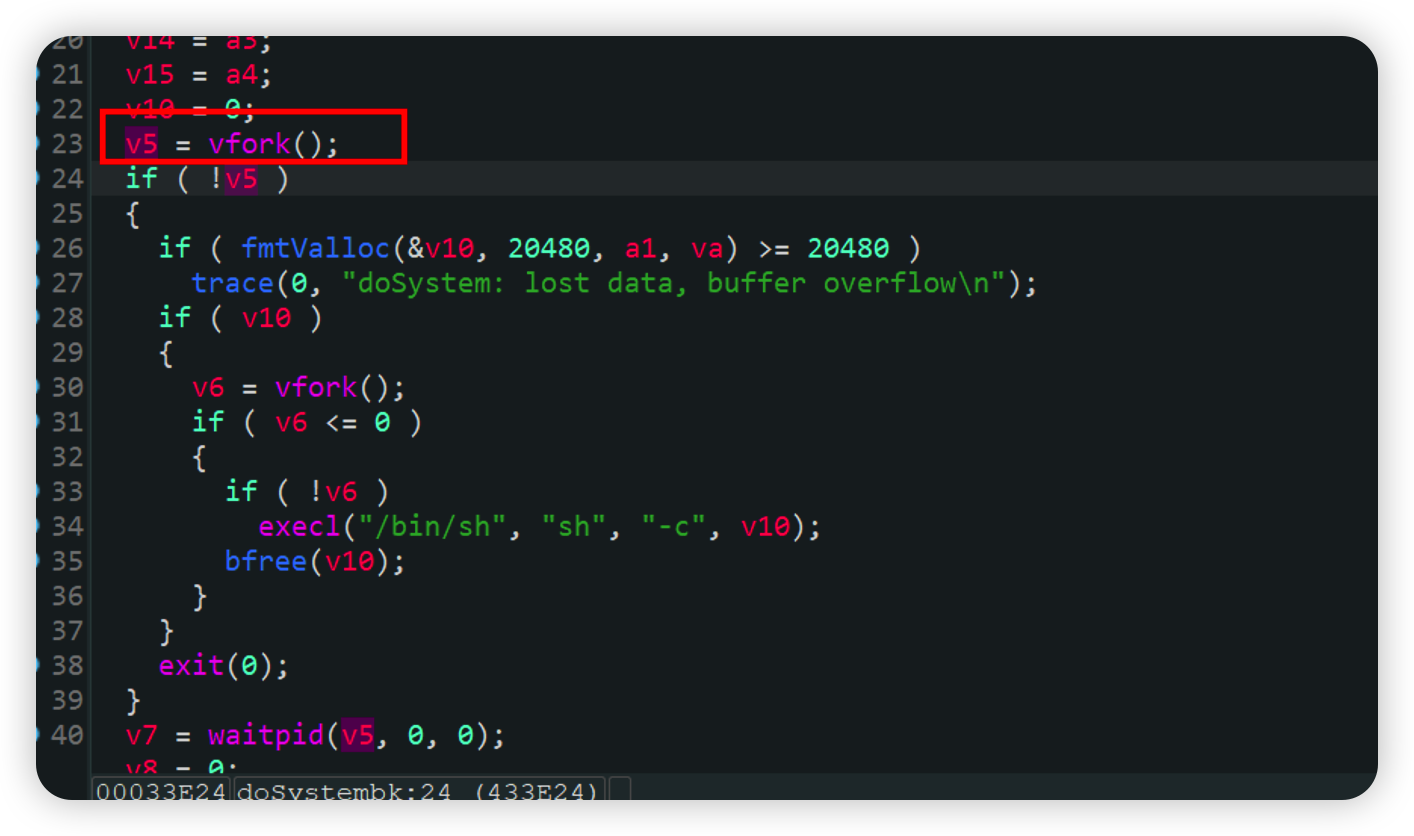 20 v14 = a3;
21 v15 = a4;
22 v10 = 0;
23 v5 = vfork();
24 if ( !v5 )
25 {
26 if ( fmtValloc(&v10, 20480, a1, va) >= 20480 )
27 trace(0, "doSystem: lost data, buffer overflow\n");
28 if ( v10 )
29 {
30 v6 = vfork();
31 if ( v6 <= 0 )
32 {
33 if ( !v6 )
34 execl("/bin/sh", "sh", "-c", v10);
35 bfree(v10);
36 }
37 }
38 exit(0);
39 }
40 v7 = waitpid(v5, 0, 0);
v8 = 0;
00033E24 doSystembk:24 (433E24)